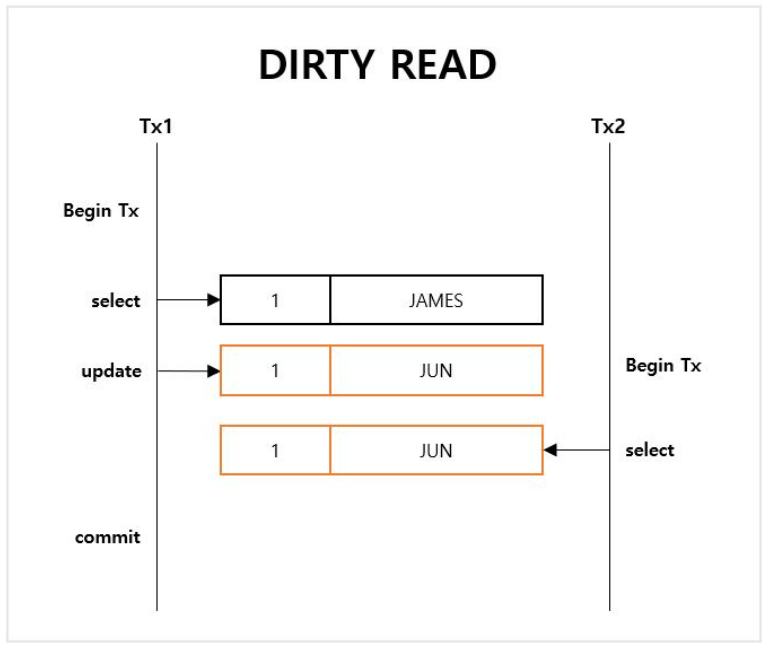 DIRTY READ
Tx1 Tx2
Begin Tx
select 1 JAMES
update 1 JUN Begin Tx
1 JUN select
commit